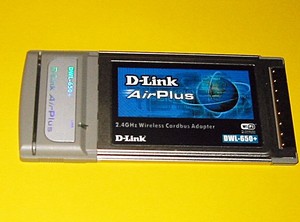 DWL-650+
D-Link AirPlus
D-Link
AirPlus
2.4GHz Wireless Cardbus Adapter
D-Link
DWL-650+